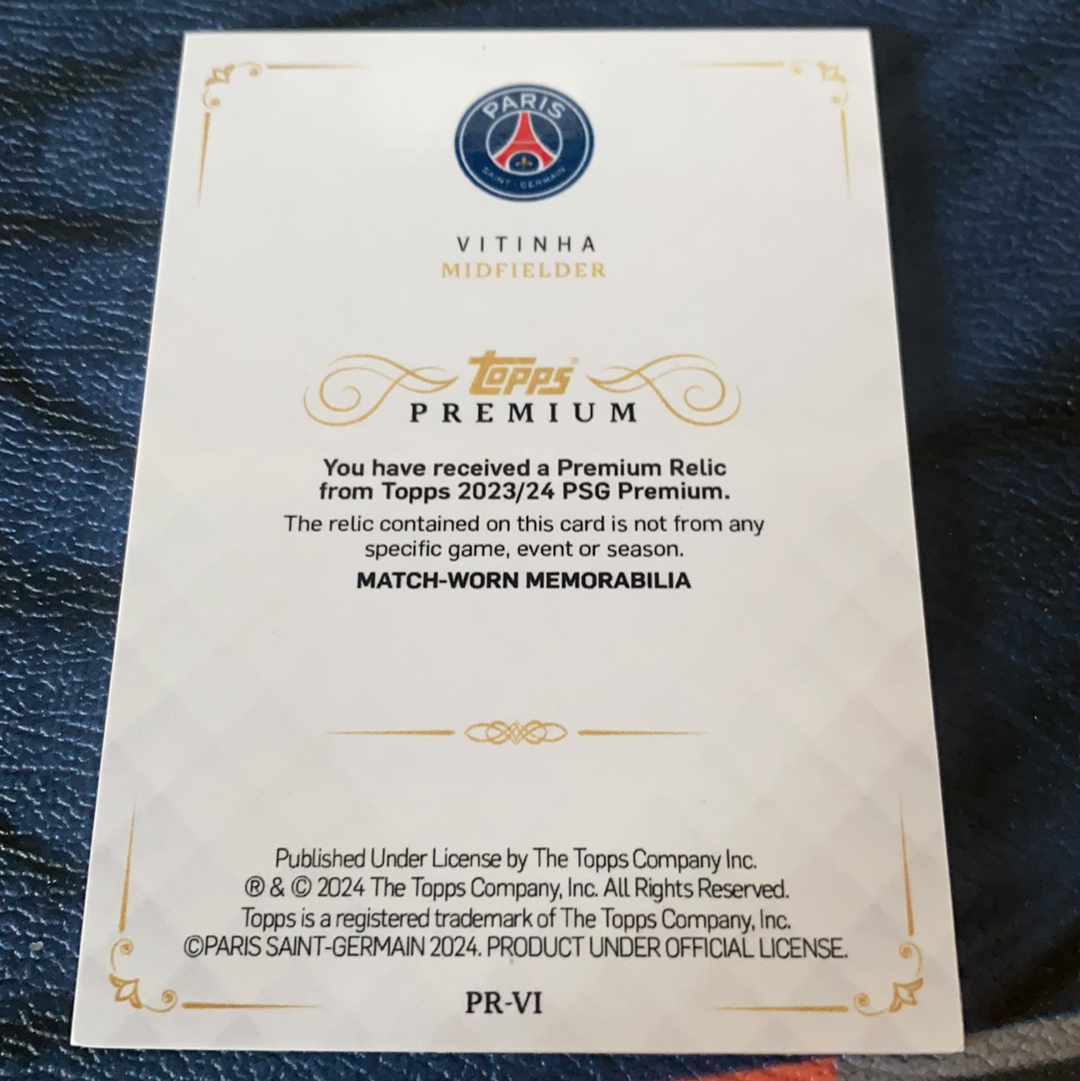 PARIS
SAINT-GERMAIN
VITINHA
MIDFIELDER
topps®
PREMIUM
You have received a Premium Relic
from Topps 2023/24 PSG Premium.
The relic contained on this card is not from any
specific game, event or season.
MATCH-WORN MEMORABILIA
Published Under License by The Topps Company Inc.
® & © 2024 The Topps Company, Inc. All Rights Reserved.
Topps is a registered trademark of The Topps Company, Inc.
©PARIS SAINT-GERMAIN 2024. PRODUCT UNDER OFFICIAL LICENSE.
PR-VI